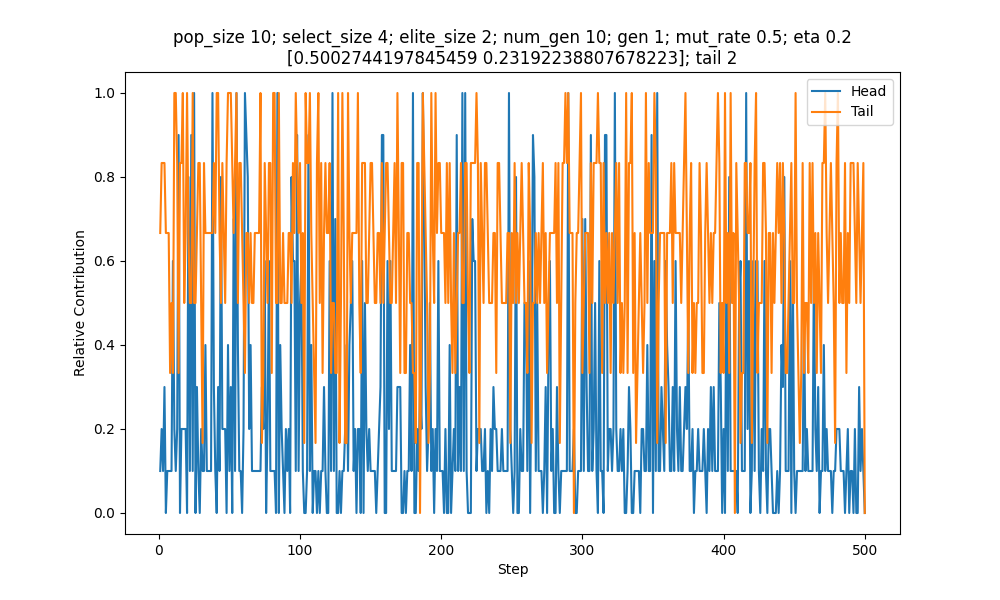 pop_size 10; select_size 4; elite_size 2; num_gen 10; gen 1; mut_rate 0.5; eta 0.2
[0.5002744197845459 0.23192238807678223]; tail 2
Head
Tail
1.0
0.8
0.6
0.4
0.2
0.0
Relative Contribution
0
100
200
300
400
500
Step